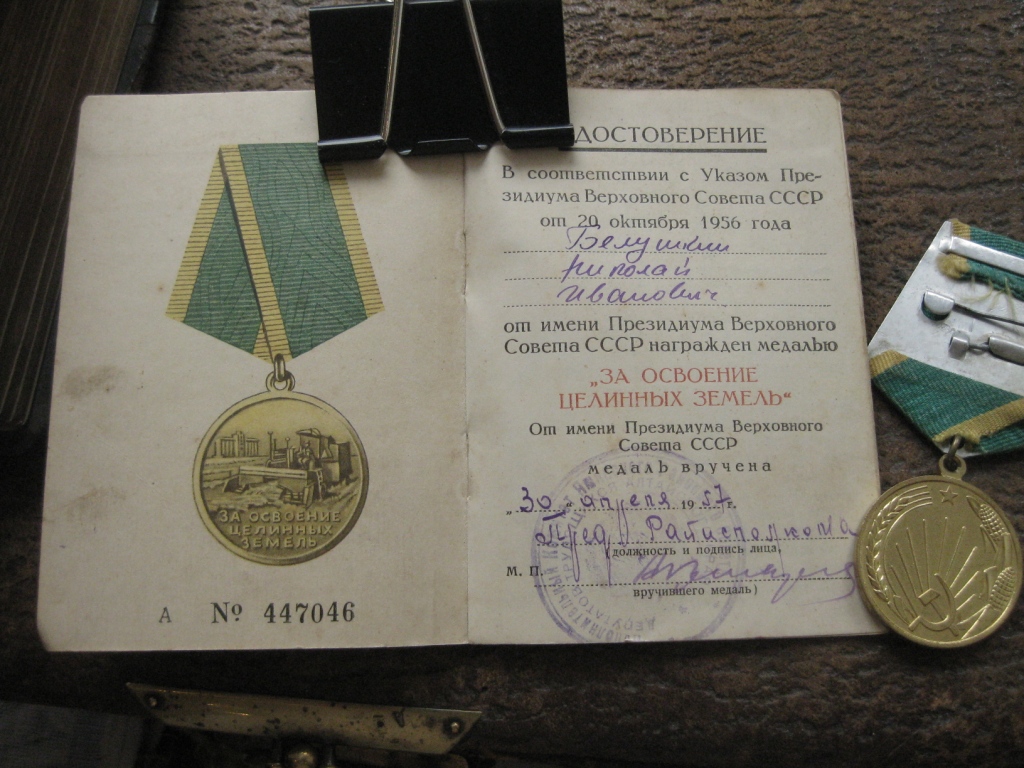 ЗА ОСВОЕНИЕ
ЦЕЛИННЫХ
ЗЕМЕЛЬ
А № 447046
ДОСТОВЕРЕНИЕ
В соответствии с Указом Пре-
зидиума Верховного Совета СССР
от 20 октября 1956 года
Белушкин
Николай
Иванович
от имени Президиума Верховного
Совета СССР награжден медалью
„ЗА ОСВОЕНИЕ
ЦЕЛИННЫХ ЗЕМЕЛЬ“
От имени Президиума Верховного
Совета СССР
медаль вручена
„30“ апреля 1957г.
Пред. Райисполкома
(должность и подпись лица,
М. П.
вручившего медаль)